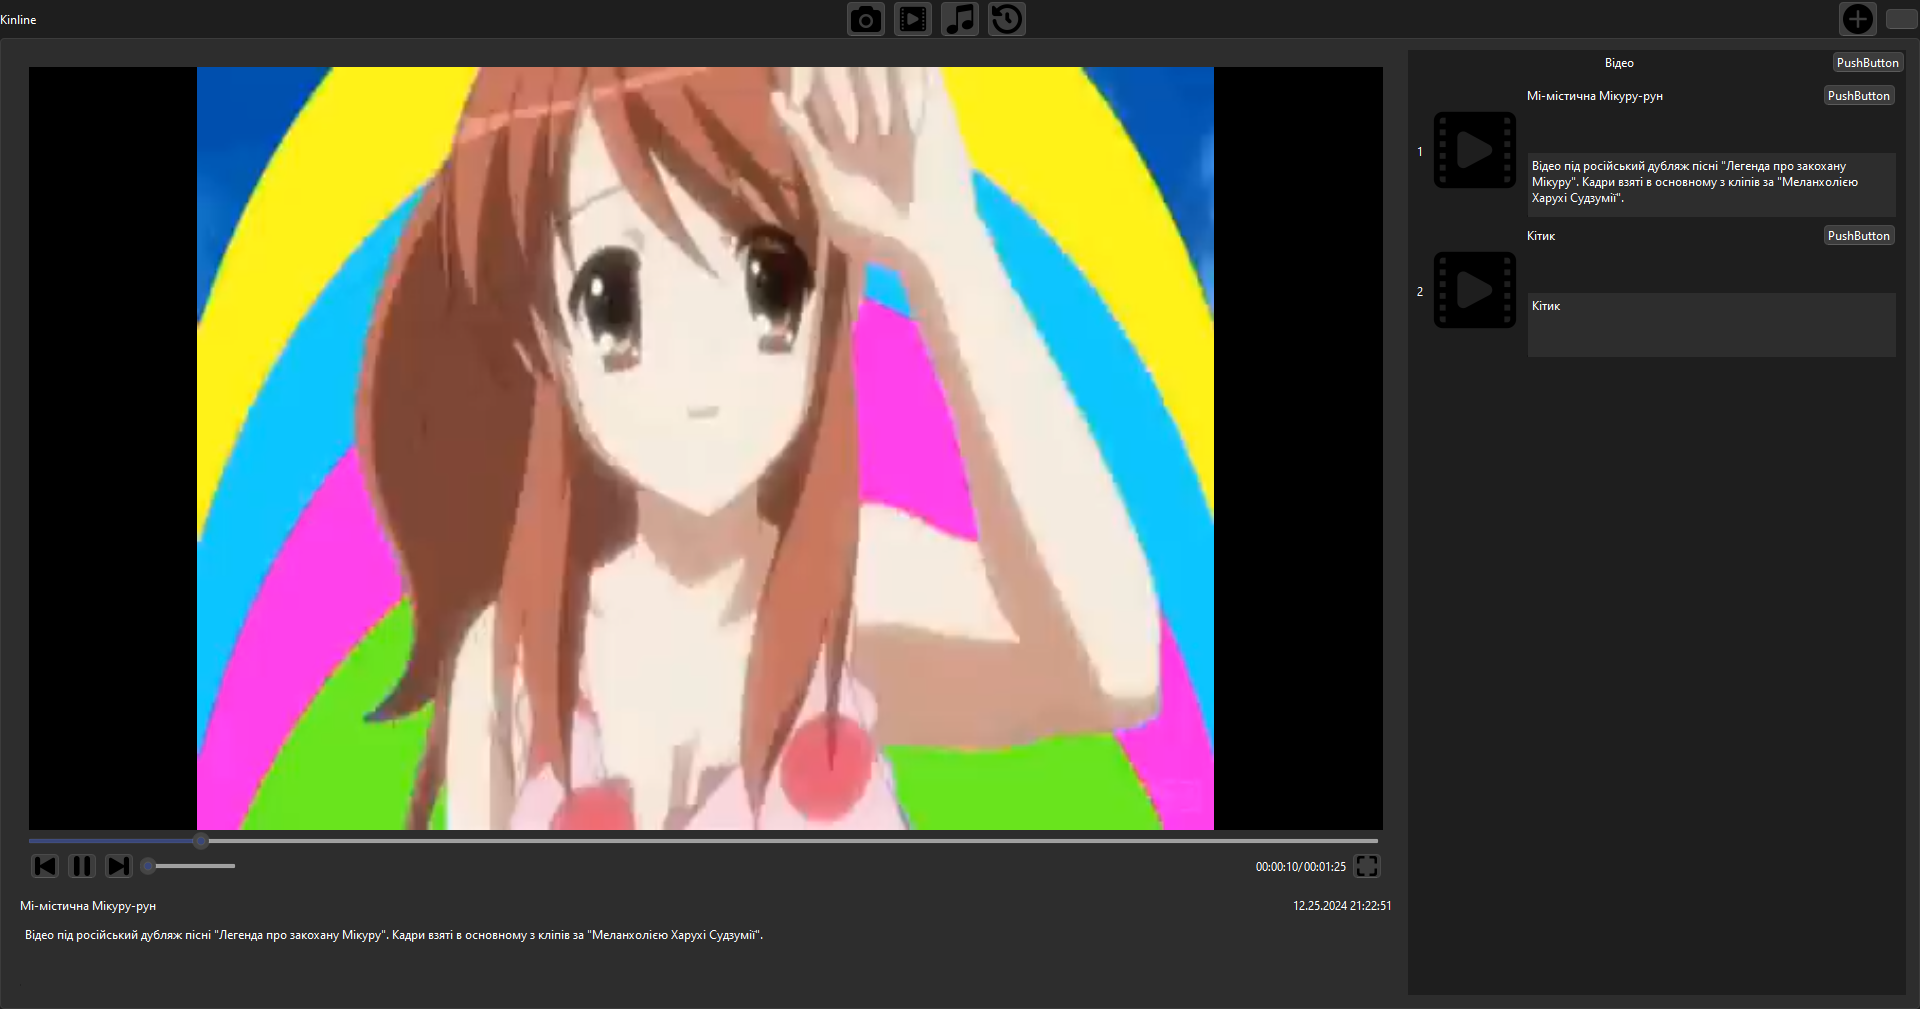 Kinline
Відео
PushButton
Мі-містична Мікуру-рун
PushButton
1
Відео під російський дубляж пісні "Легенда про закохану
Мікуру". Кадри взяті в основному з кліпів за "Меланхолією
Харухі Судзумії".
Кітик
PushButton
2
Кітик
00:00:10/00:01:25
Мі-містична Мікуру-рун
12.25.2024 21:22:51
Відео під російський дубляж пісні "Легенда про закохану Мікуру". Кадри взяті в основному з кліпів за "Меланхолією Харухі Судзумії".